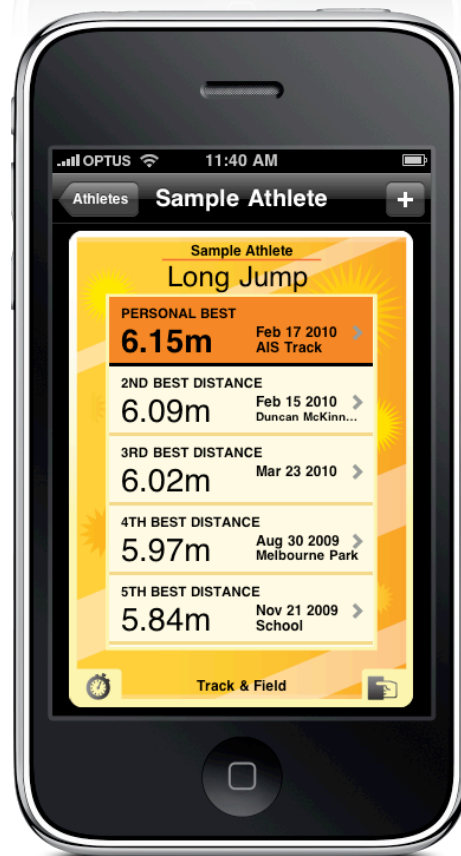 OPTUS 11:40 AM
Athletes Sample Athlete +
Sample Athlete
Long Jump
PERSONAL BEST
6.15m Feb 17 2010
AIS Track
2ND BEST DISTANCE
6.09m Feb 15 2010
Duncan McKinn...
3RD BEST DISTANCE
6.02m Mar 23 2010
4TH BEST DISTANCE
5.97m Aug 30 2009
Melbourne Park
5TH BEST DISTANCE
5.84m Nov 21 2009
School
Track & Field